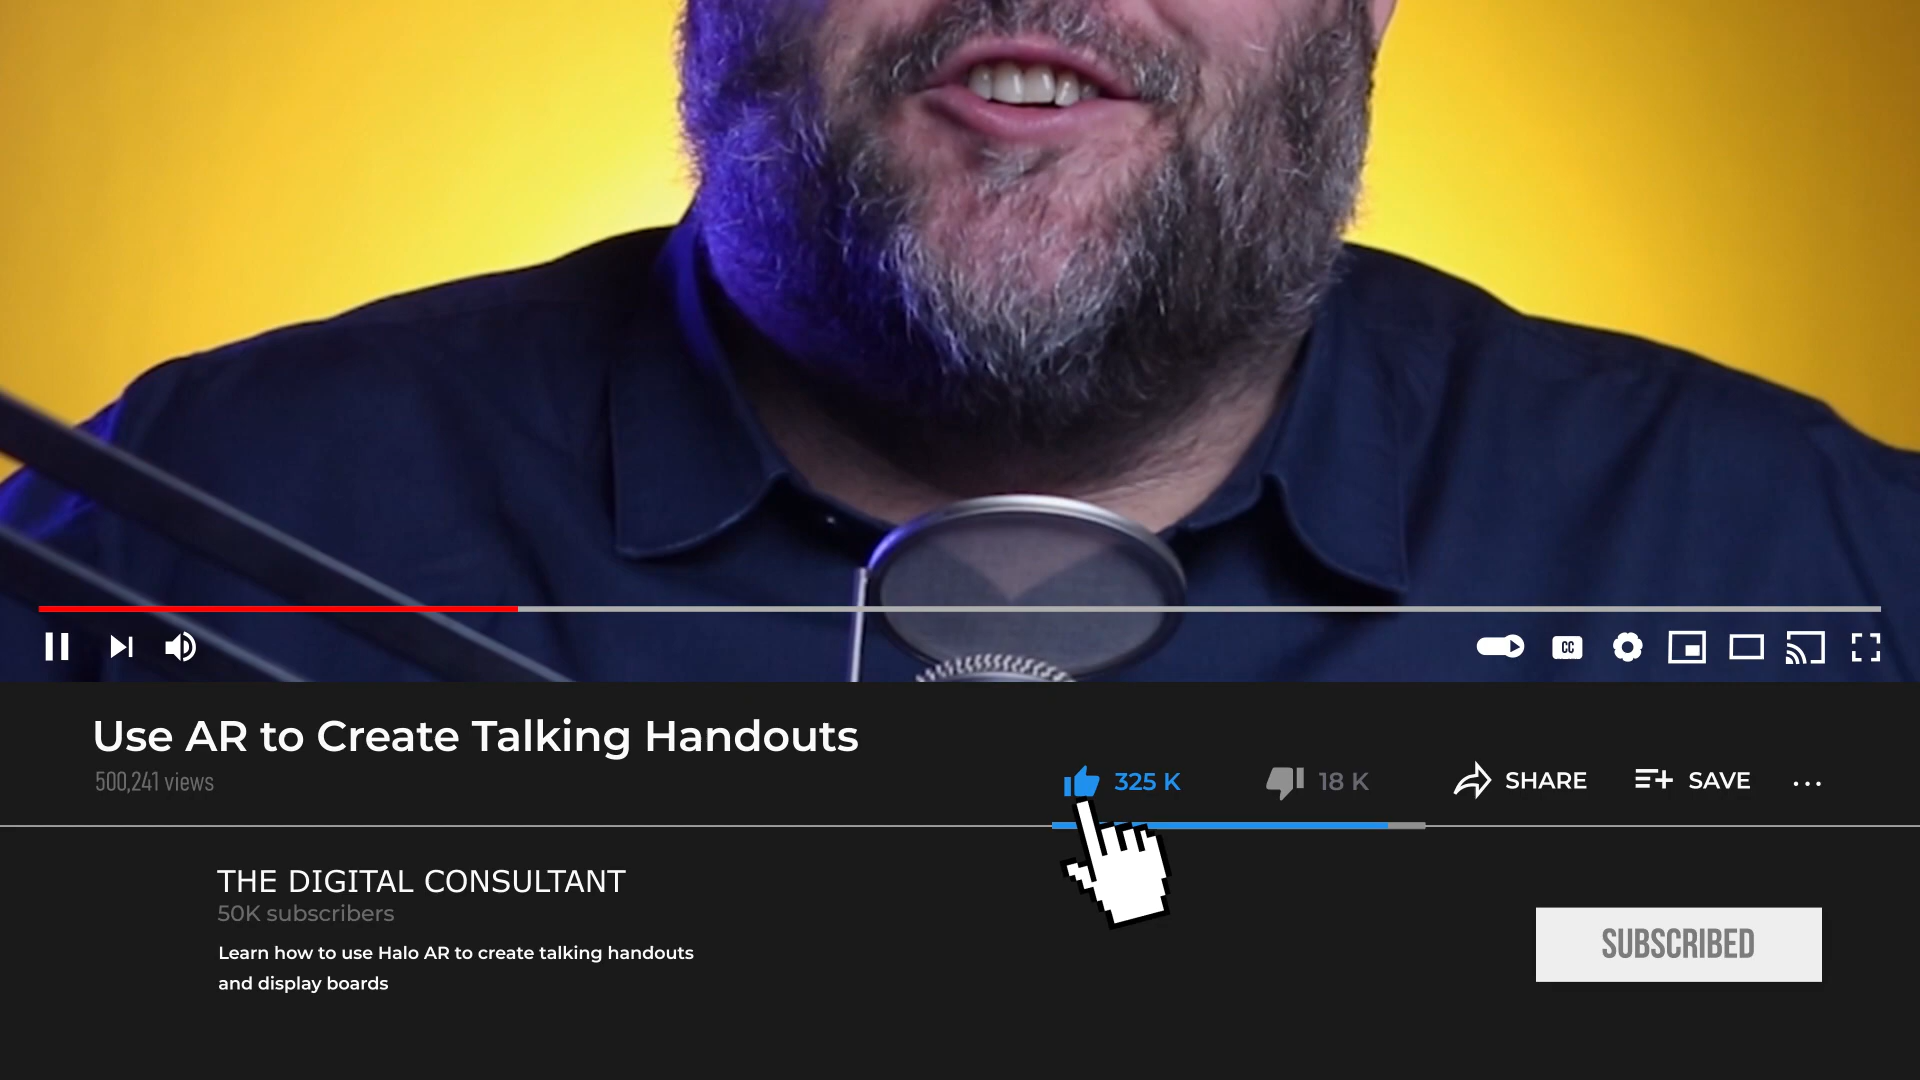 CC
Use AR to Create Talking Handouts
500,241 views
325 K 18 K SHARE SAVE ...
THE DIGITAL CONSULTANT
50K subscribers
Learn how to use Halo AR to create talking handouts
and display boards
SUBSCRIBED